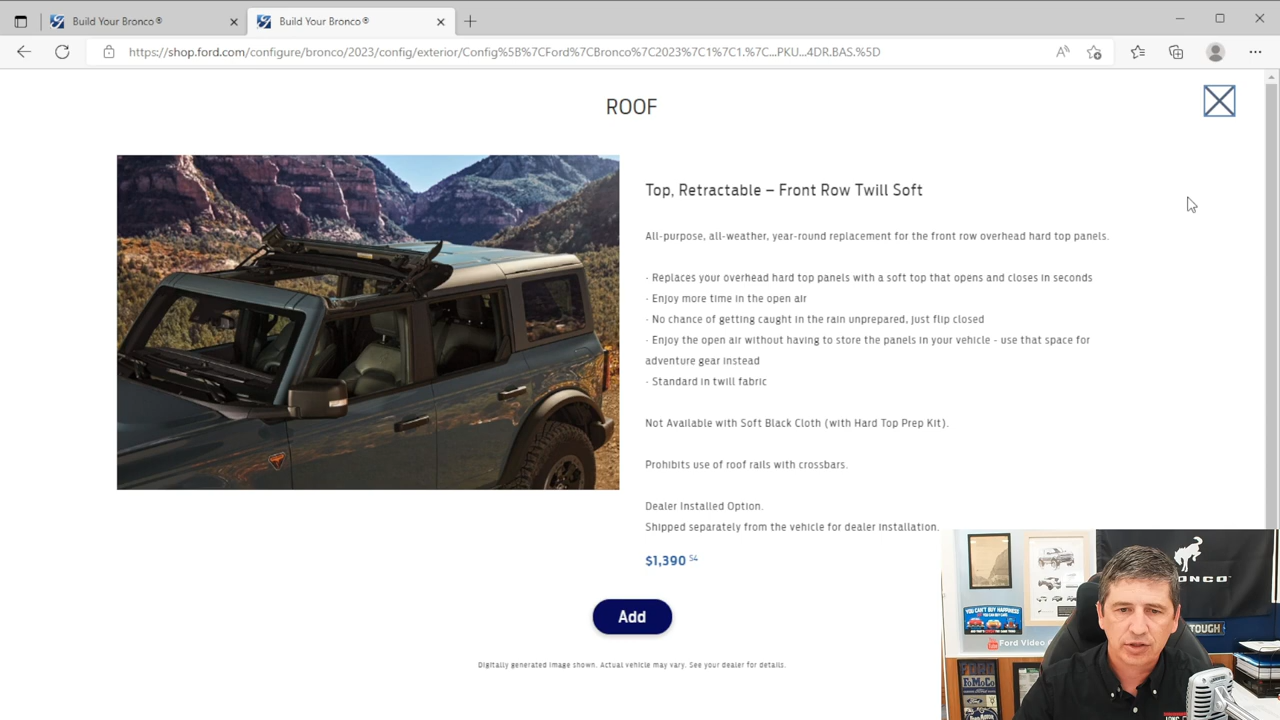 Build Your Bronco®
Build Your Bronco®
https://shop.ford.com/configure/bronco/2023/config/exterior/Config%5B%7CFord%7CBronco%7C2023%7C1%7C1.%7C...PKU...4DR.BAS.%5D
ROOF
Top, Retractable – Front Row Twill Soft
All-purpose, all-weather, year-round replacement for the front row overhead hard top panels.
· Replaces your overhead hard top panels with a soft top that opens and closes in seconds
· Enjoy more time in the open air
· No chance of getting caught in the rain unprepared, just flip closed
· Enjoy the open air without having to store the panels in your vehicle - use that space for
adventure gear instead
· Standard in twill fabric
Not Available with Soft Black Cloth (with Hard Top Prep Kit).
Prohibits use of roof rails with crossbars.
Dealer Installed Option.
Shipped separately from the vehicle for dealer installation.
$1,390 54
Add
Digitally generated image shown. Actual vehicle may vary. See your dealer for details.
YOU CAN'T BUY HAPPINESS
Ford Video
TOUGH
FORD
FoMoCo